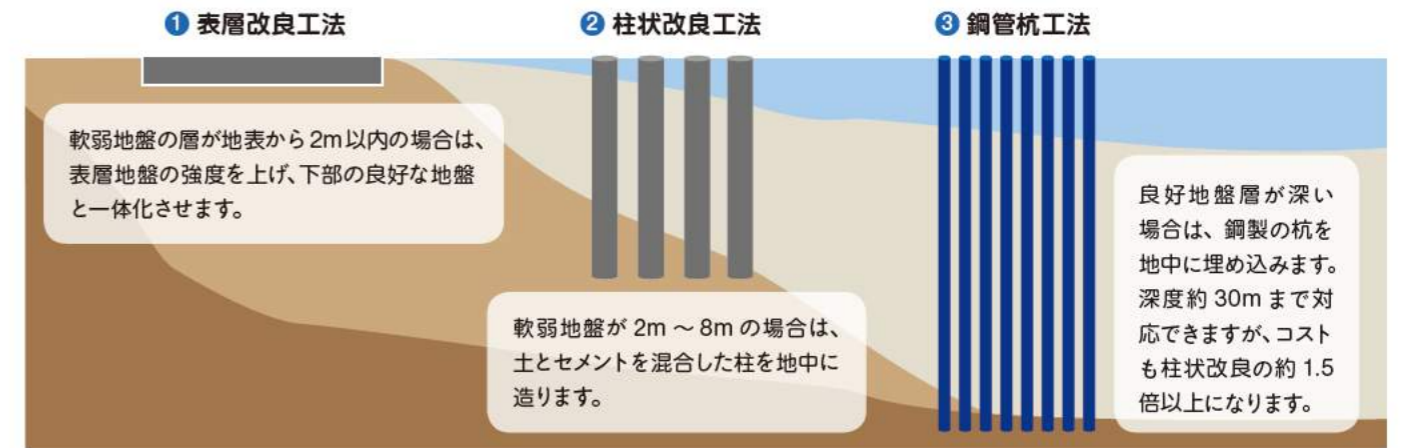 ❶ 表層改良工法
❷ 柱状改良工法
❸ 鋼管杭工法
軟弱地盤の層が地表から2m以内の場合は、
表層地盤の強度を上げ、下部の良好な地盤
と一体化させます。
軟弱地盤が 2m ～ 8m の場合は、
土とセメントを混合した柱を地中に
造ります。
良好地盤層が深い
場合は、鋼製の杭を
地中に埋め込みます。
深度約 30m まで対
応できますが、コスト
も柱状改良の約 1.5
倍以上になります。